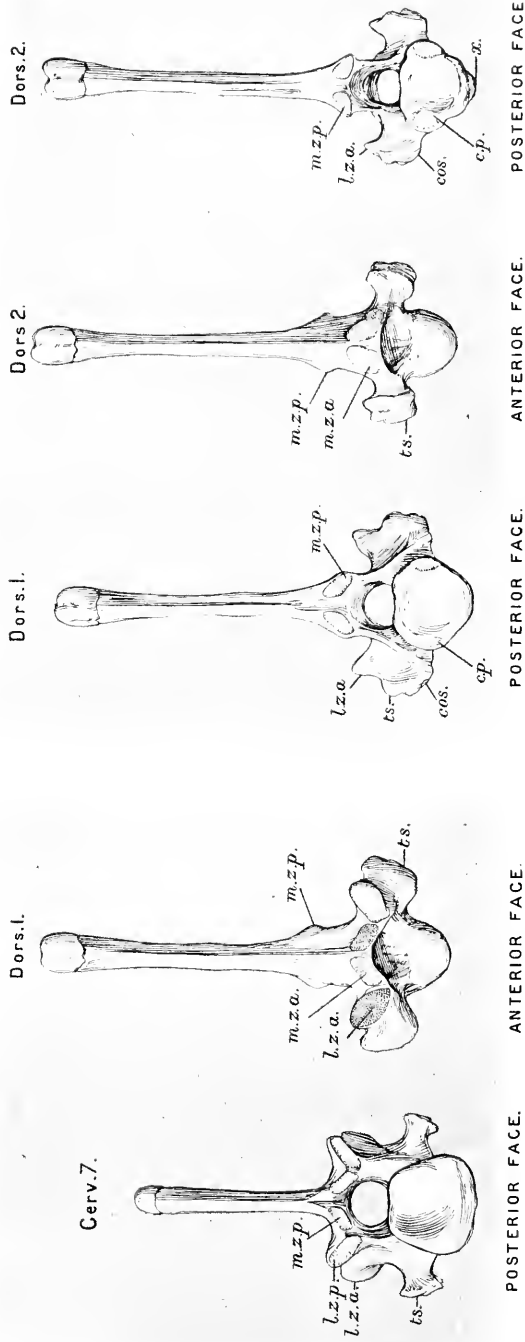 Cerv. 7.
m.z.p.
l.z.p.
l.z.a.
ts.
POSTERIOR FACE.
Dors. 1.
m.z.p.
m.z.a.
l.z.a.
ts.
ANTERIOR FACE.
Dors. 1.
m.z.p.
l.z.a
ts.
cos.
c.p.
POSTERIOR FACE.
Dors 2.
m.z.p.
m.z.a
ts.
ANTERIOR FACE.
Dors. 2.
m.z.p.
l.z.a.
cos.
c.p.
x.
POSTERIOR FACE